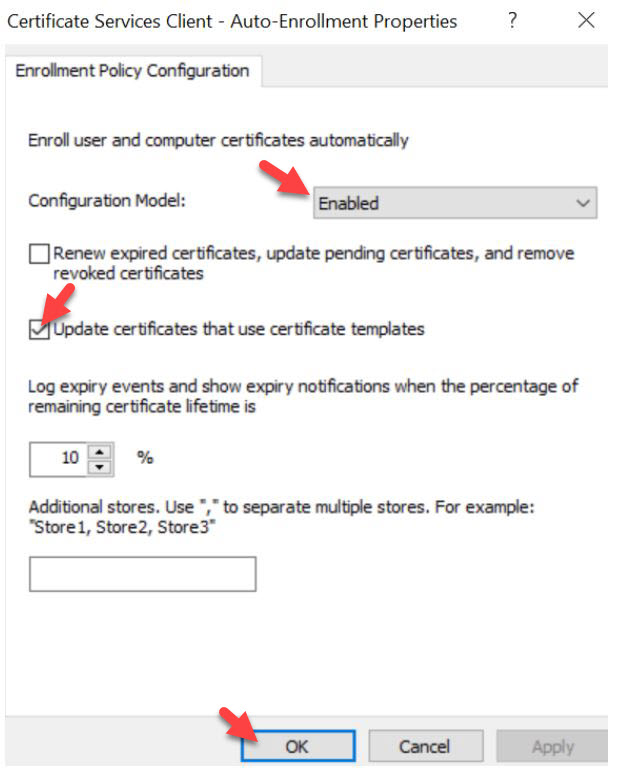 Certificate Services Client - Auto-Enrollment Properties ?
Enrollment Policy Configuration
Enroll user and computer certificates automatically
Configuration Model: Enabled
Renew expired certificates, update pending certificates, and remove
revoked certificates
Update certificates that use certificate templates
Log expiry events and show expiry notifications when the percentage of
remaining certificate lifetime is
10 %
Additional stores. Use "," to separate multiple stores. For example:
"Store1, Store2, Store3"
OK Cancel Apply